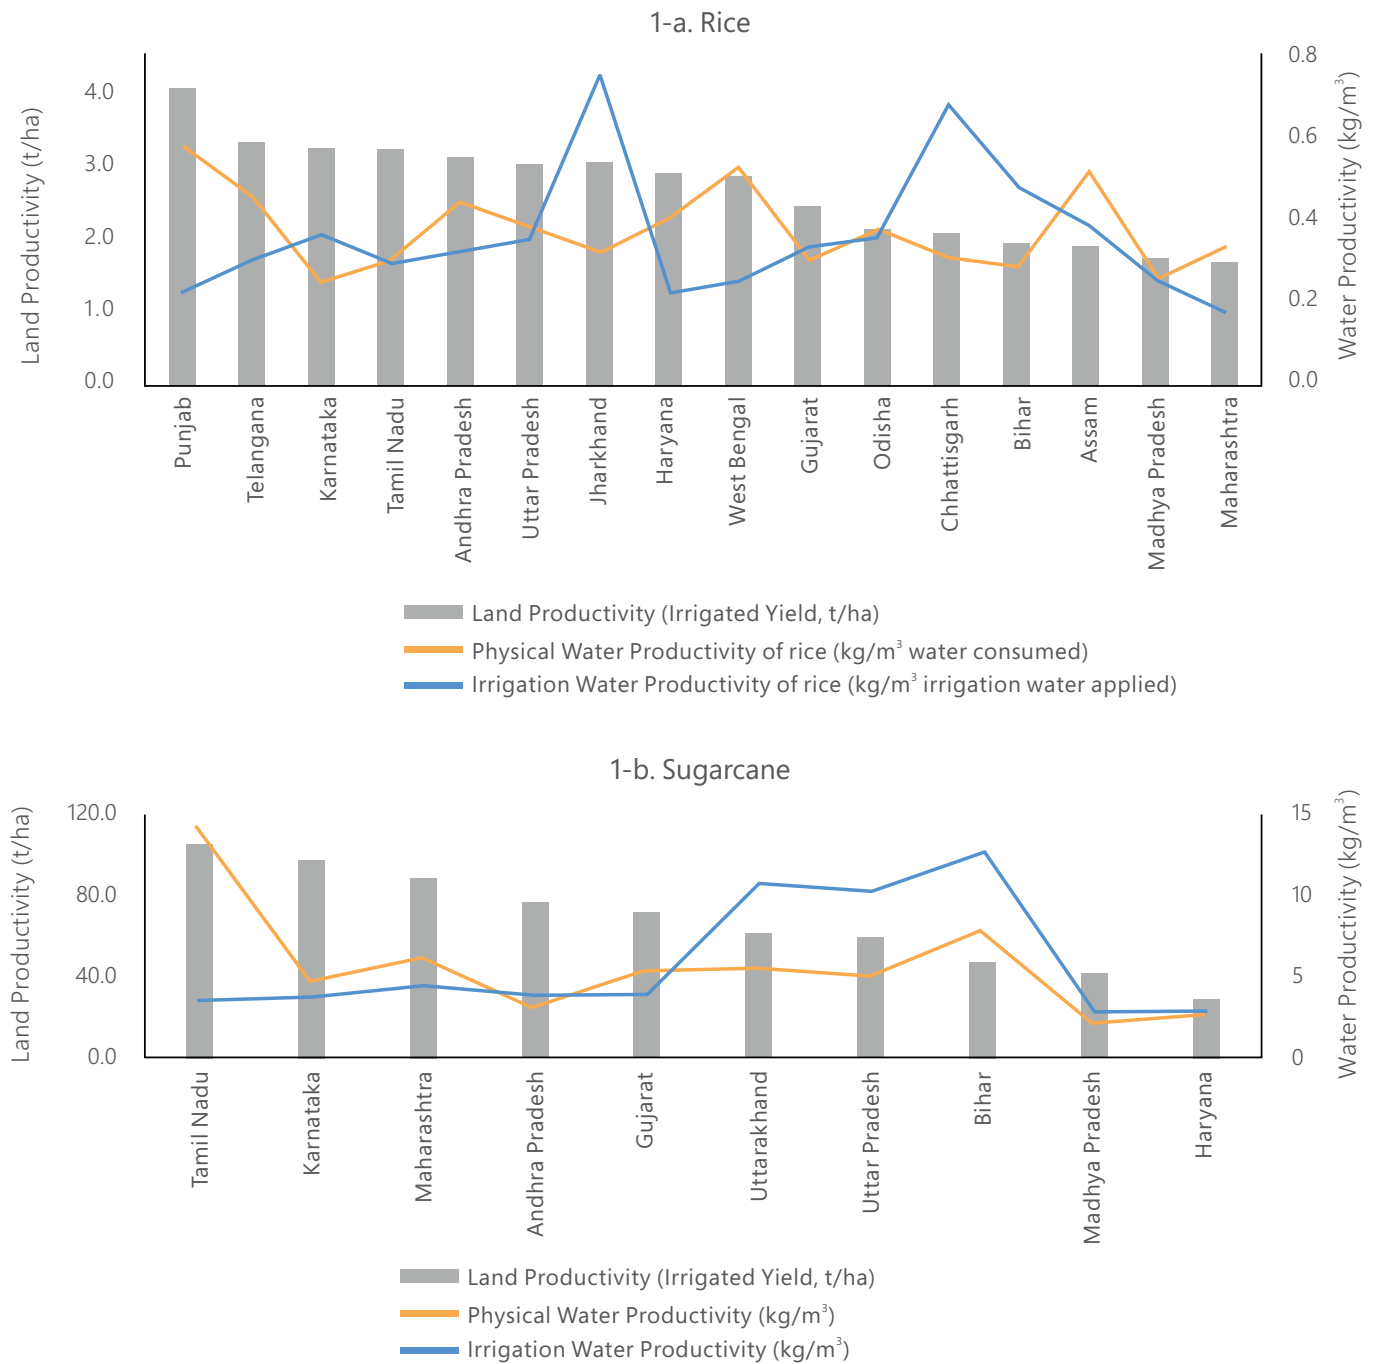 1-a. Rice
Land Productivity (t/ha)
4.0
3.0
2.0
1.0
0.0
Water Productivity (kg/m³)
0.8
0.6
0.4
0.2
0.0
Punjab
Telangana
Karnataka
Tamil Nadu
Andhra Pradesh
Uttar Pradesh
Jharkhand
Haryana
West Bengal
Gujarat
Odisha
Chhattisgarh
Bihar
Assam
Madhya Pradesh
Maharashtra
Land Productivity (Irrigated Yield, t/ha)
Physical Water Productivity of rice (kg/m³ water consumed)
Irrigation Water Productivity of rice (kg/m³ irrigation water applied)
1-b. Sugarcane
Land Productivity (t/ha)
120.0
80.0
40.0
0.0
Water Productivity (kg/m³)
15
10
5
0
Tamil Nadu
Karnataka
Maharashtra
Andhra Pradesh
Gujarat
Uttarakhand
Uttar Pradesh
Bihar
Madhya Pradesh
Haryana
Land Productivity (Irrigated Yield, t/ha)
Physical Water Productivity (kg/m³)
Irrigation Water Productivity (kg/m³)